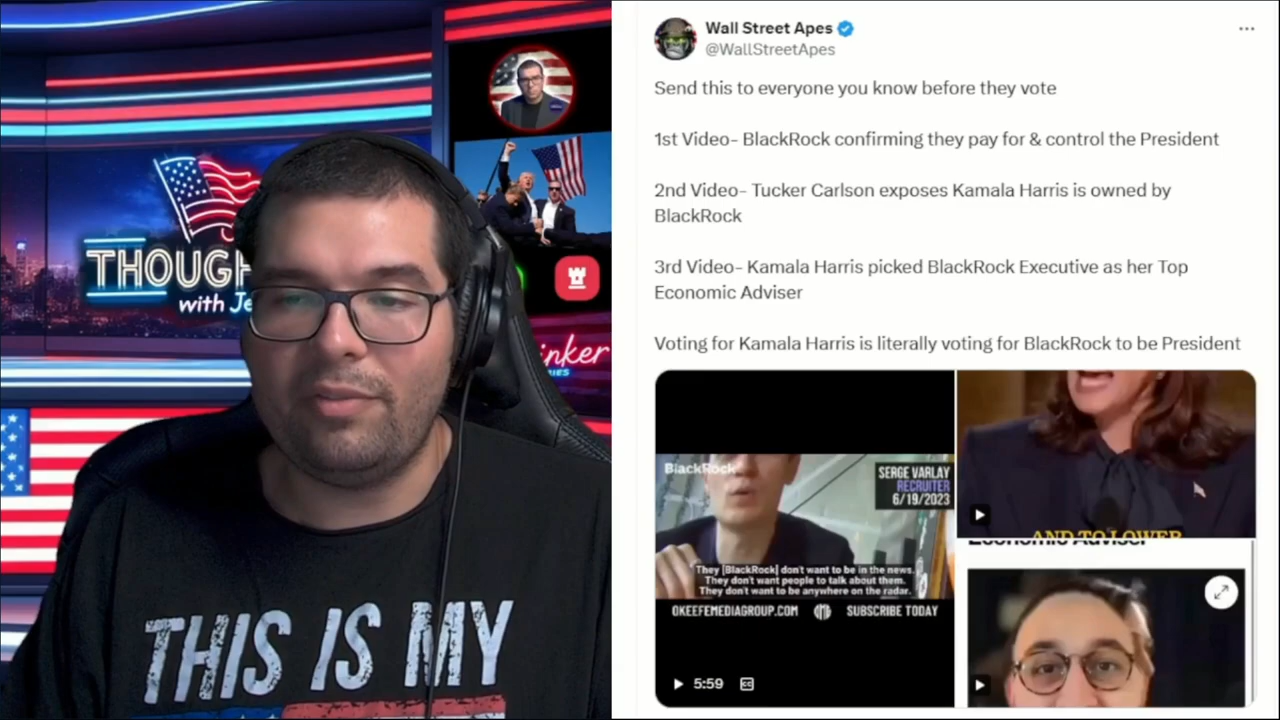 THOUGH
with Je
inker
IES
THIS IS MY
Wall Street Apes
@WallStreetApes
Send this to everyone you know before they vote
1st Video- BlackRock confirming they pay for & control the President
2nd Video- Tucker Carlson exposes Kamala Harris is owned by
BlackRock
3rd Video- Kamala Harris picked BlackRock Executive as her Top
Economic Adviser
Voting for Kamala Harris is literally voting for BlackRock to be President
BlackRock
SERGE VARLAY
RECRUITER
6/19/2023
They [BlackRock] don't want to be in the news.
They don't want people to talk about them.
They don't want to be anywhere on the radar.
OKEEFEMEDIAGROUP.COM OMG SUBSCRIBE TODAY
5:59 CC
AND TO LOWER
Economic Adviser